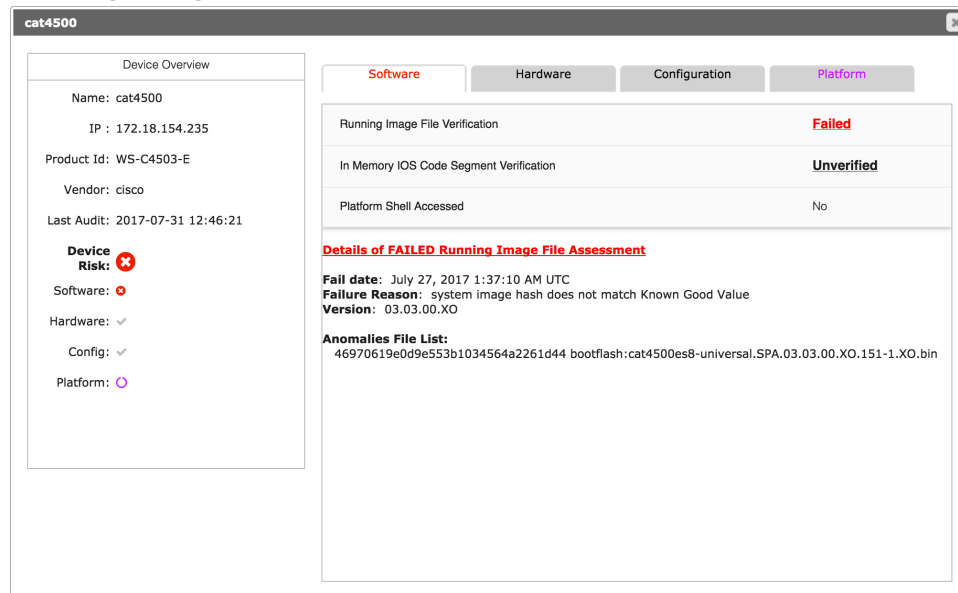 cat4500
Device Overview
Name: cat4500
IP : 172.18.154.235
Product Id: WS-C4503-E
Vendor: cisco
Last Audit: 2017-07-31 12:46:21
Device
Risk:
Software:
Hardware:
Config:
Platform:
Software Hardware Configuration Platform
Running Image File Verification Failed
In Memory IOS Code Segment Verification Unverified
Platform Shell Accessed No
Details of FAILED Running Image File Assessment
Fail date: July 27, 2017 1:37:10 AM UTC
Failure Reason: system image hash does not match Known Good Value
Version: 03.03.00.XO
Anomalies File List:
46970619e0d9e553b1034564a2261d44 bootflash:cat4500es8-universal.SPA.03.03.00.XO.151-1.XO.bin